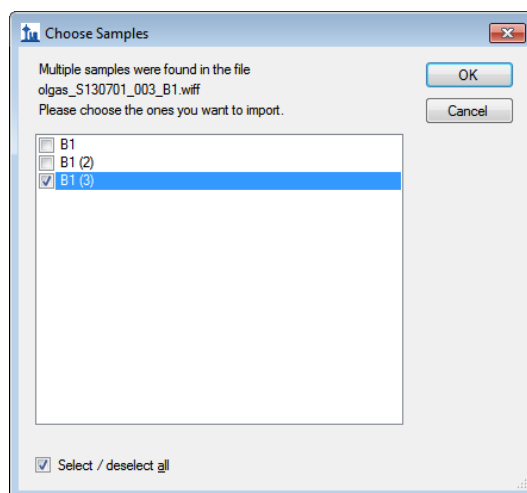 Choose Samples
Multiple samples were found in the file
olgas_S130701_003_B1.wiff
Please choose the ones you want to import.
OK
Cancel
B1
B1 (2)
B1 (3)
Select / deselect all